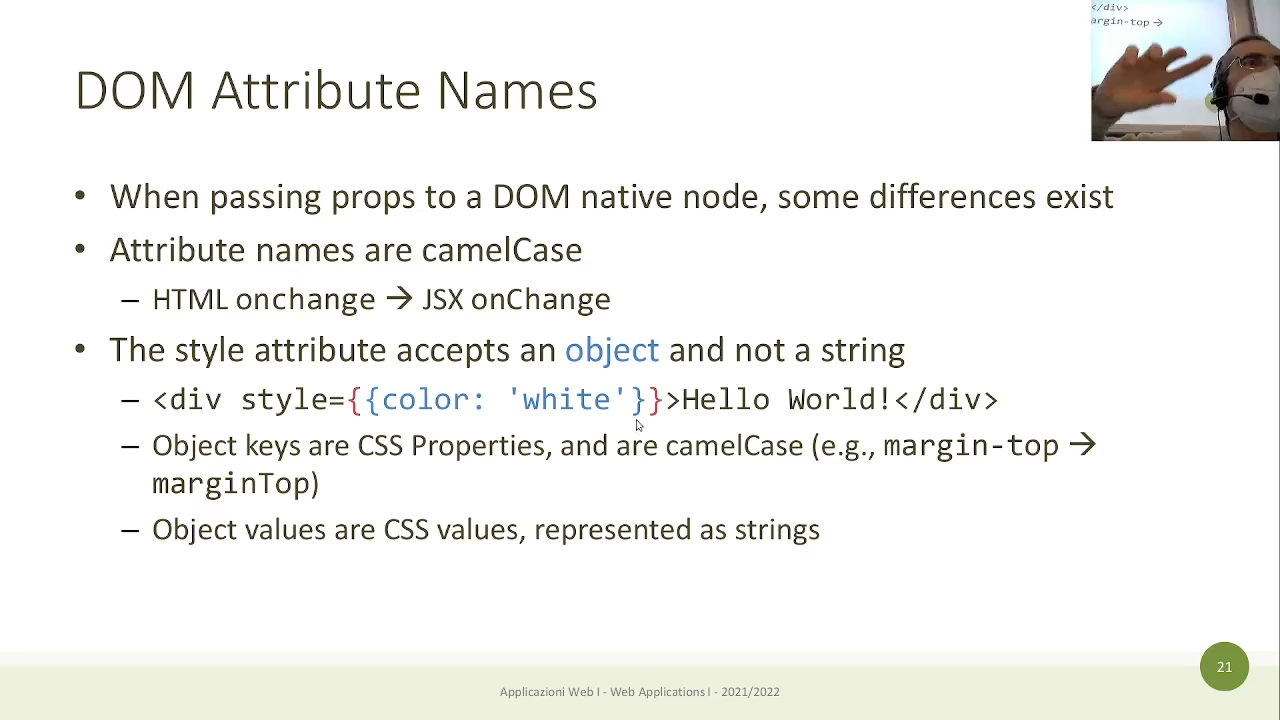 </div>
argin-top →
DOM Attribute Names
• When passing props to a DOM native node, some differences exist
• Attribute names are camelCase
– HTML onchange → JSX onChange
• The style attribute accepts an object and not a string
– <div style={{color: 'white'}}>Hello World!</div>
– Object keys are CSS Properties, and are camelCase (e.g., margin-top →
marginTop)
– Object values are CSS values, represented as strings
21
Applicazioni Web I - Web Applications I - 2021/2022